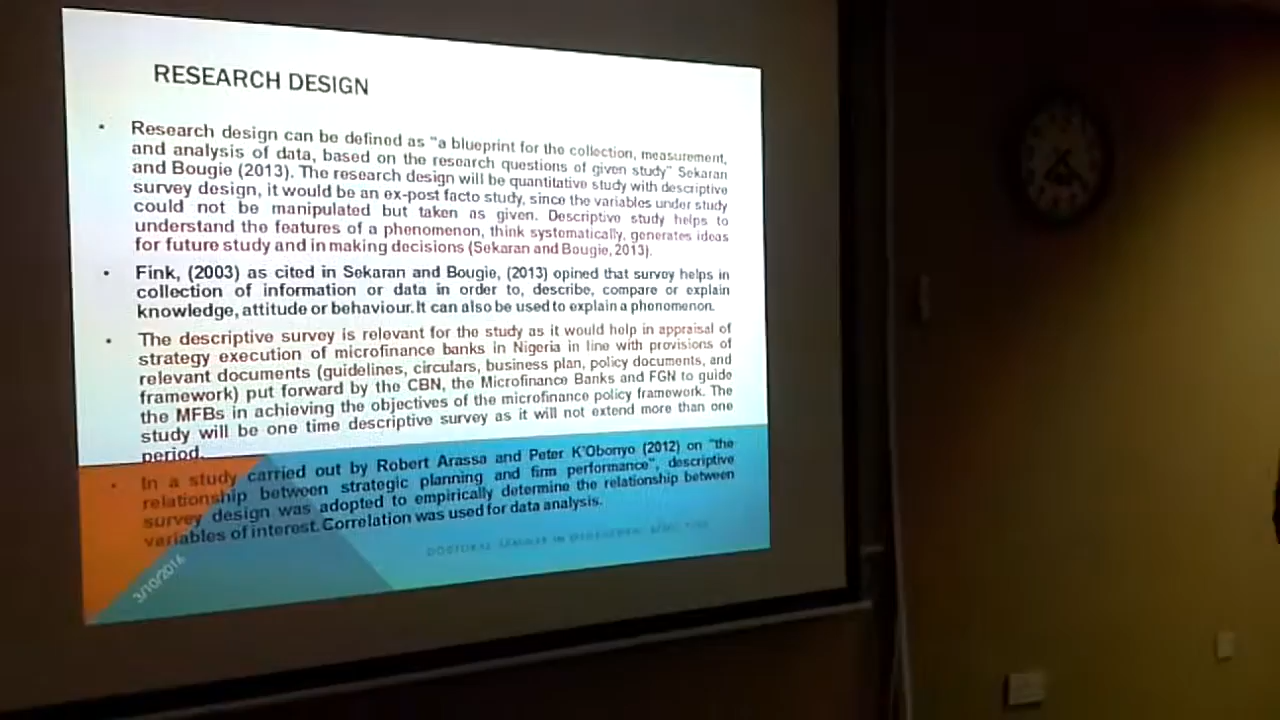 RESEARCH DESIGN
• Research design can be defined as "a blueprint for the collection, measurement,
and analysis of data, based on the research questions of given study" Sekaran
and Bougie (2013). The research design will be quantitative study with descriptive
survey design, it would be an ex-post facto study, since the variables under study
could not be manipulated but taken as given. Descriptive study helps to
understand the features of a phenomenon, think systematically, generates ideas
for future study and in making decisions (Sekaran and Bougie, 2013).
• Fink, (2003) as cited in Sekaran and Bougie, (2013) opined that survey helps in
collection of information or data in order to, describe, compare or explain
knowledge, attitude or behaviour. It can also be used to explain a phenomenon.
• The descriptive survey is relevant for the study as it would help in appraisal of
strategy execution of microfinance banks in Nigeria in line with provisions of
relevant documents (guidelines, circulars, business plan, policy documents, and
framework) put forward by the CBN, the Microfinance Banks and FGN to guide
the MFBs in achieving the objectives of the microfinance policy framework. The
study will be one time descriptive survey as it will not extend more than one
period.
• In a study carried out by Robert Arassa and Peter K'Obonyo (2012) on "the
relationship between strategic planning and firm performance", descriptive
survey design was adopted to empirically determine the relationship between
variables of interest. Correlation was used for data analysis.
DOCTORAL SEMINAR IN
3/10/2014